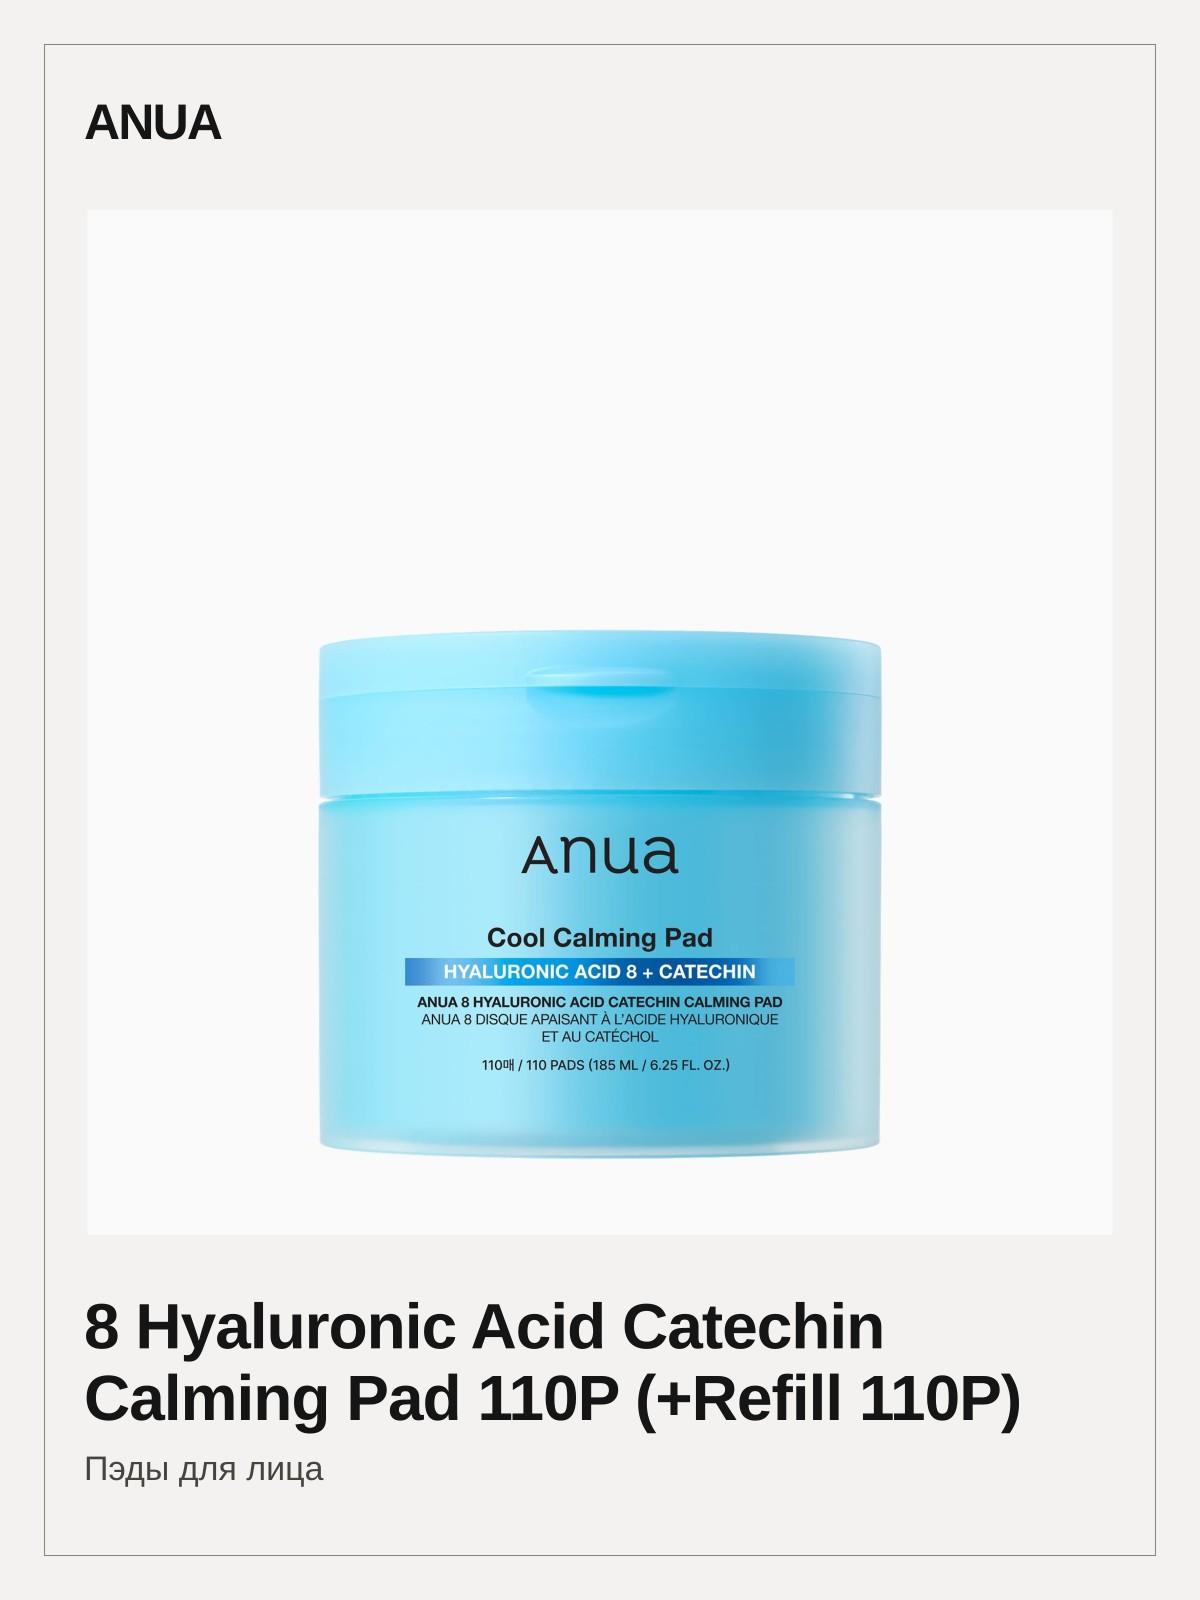 ANUA
Anua
Cool Calming Pad
HYALURONIC ACID 8 + CATECHIN
ANUA 8 HYALURONIC ACID CATECHIN CALMING PAD
ANUA 8 DISQUE APAISANT À L'ACIDE HYALURONIQUE
ET AU CATÉCHOL
110매 / 110 PADS (185 ML / 6.25 FL. OZ.)
8 Hyaluronic Acid Catechin
Calming Pad 110P (+Refill 110P)
Пэды для лица